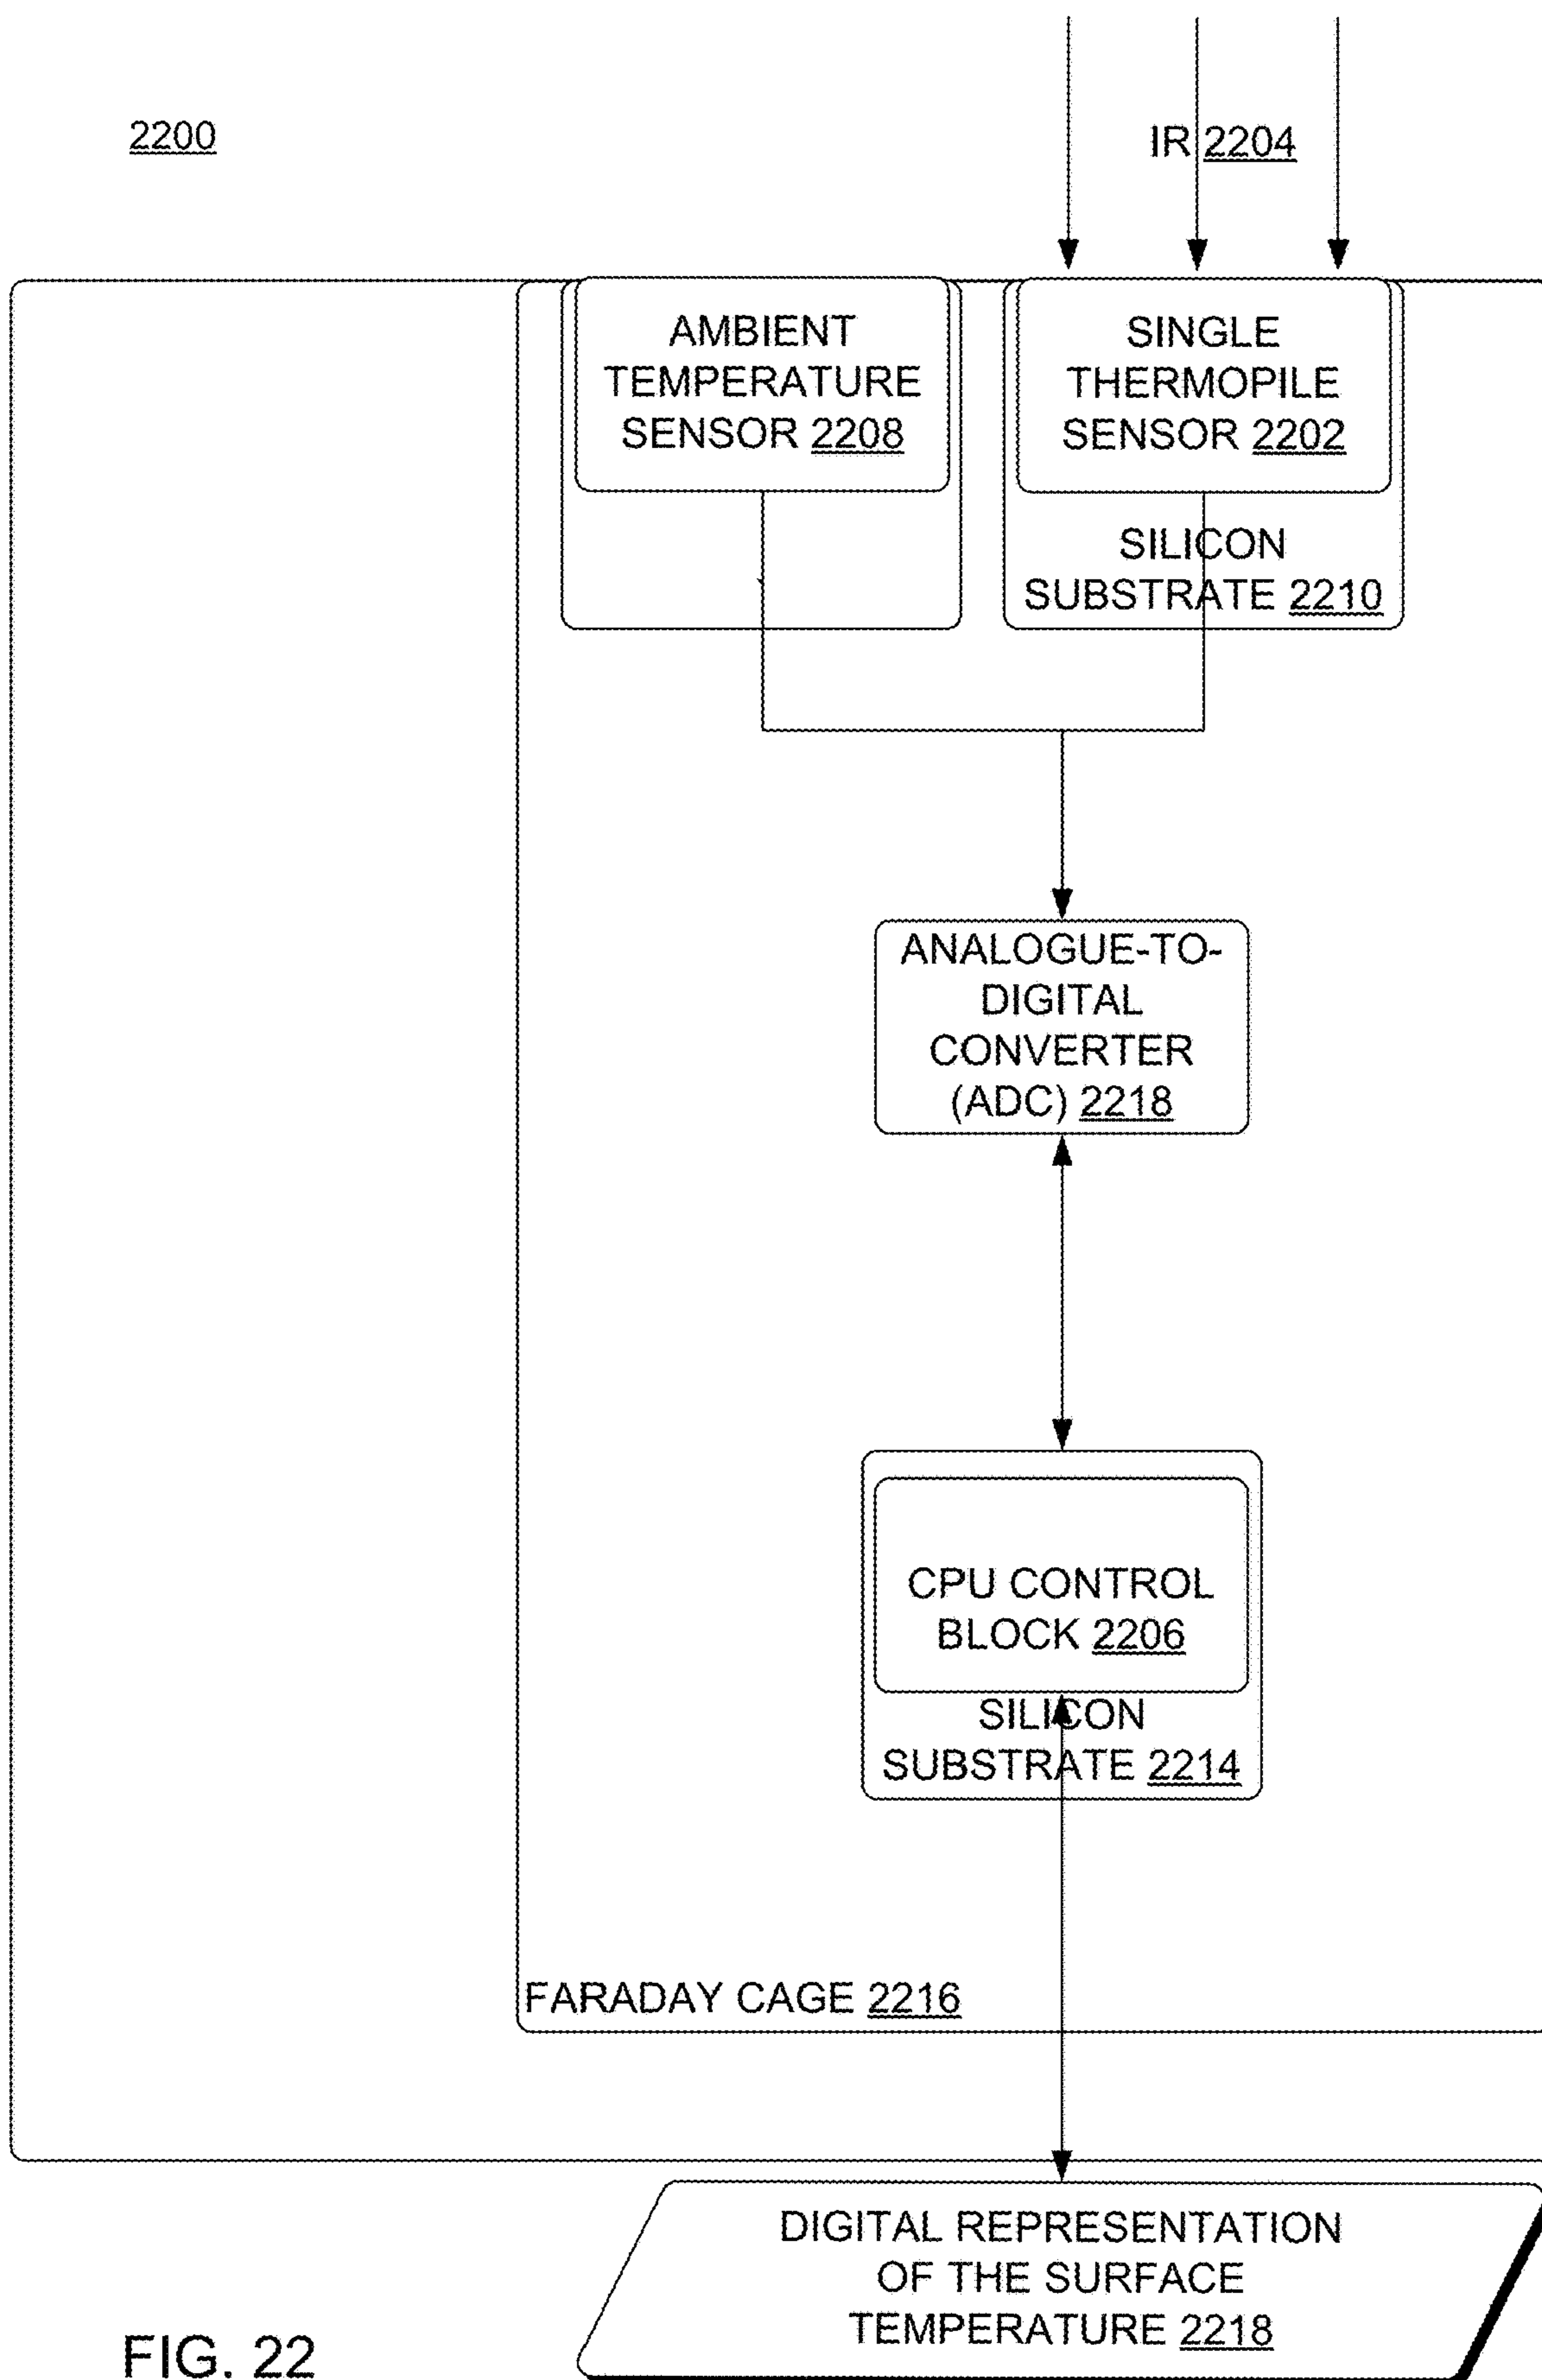 2200
IR 2204
AMBIENT
TEMPERATURE
SENSOR 2208
SINGLE
THERMOPILE
SENSOR 2202
SILICON
SUBSTRATE 2210
ANALOGUE-TO-
DIGITAL
CONVERTER
(ADC) 2218
CPU CONTROL
BLOCK 2206
SILICON
SUBSTRATE 2214
FARADAY CAGE 2216
DIGITAL REPRESENTATION
OF THE SURFACE
TEMPERATURE 2218
FIG. 22